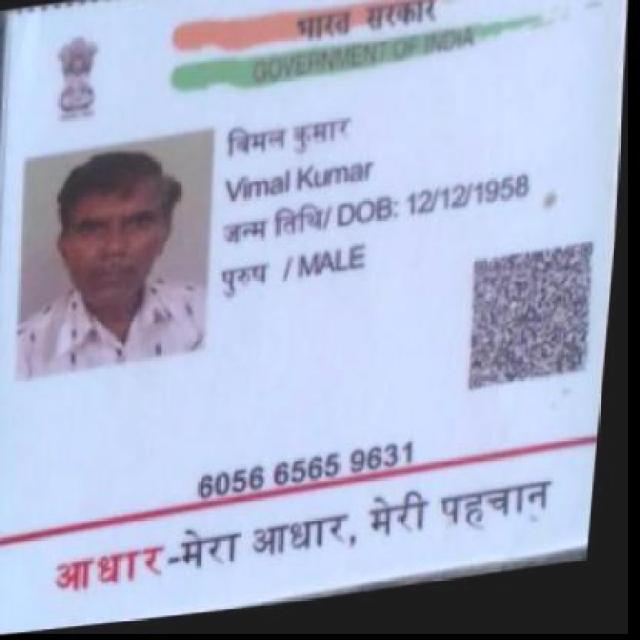 भारत सरकार
GOVERNMENT OF INDIA
विमल कुमार
Vimal Kumar
जन्म तिथि/ DOB: 12/12/1958
पुरुष / MALE
6056 6565 9631
आधार-मेरा आधार, मेरी पहचान